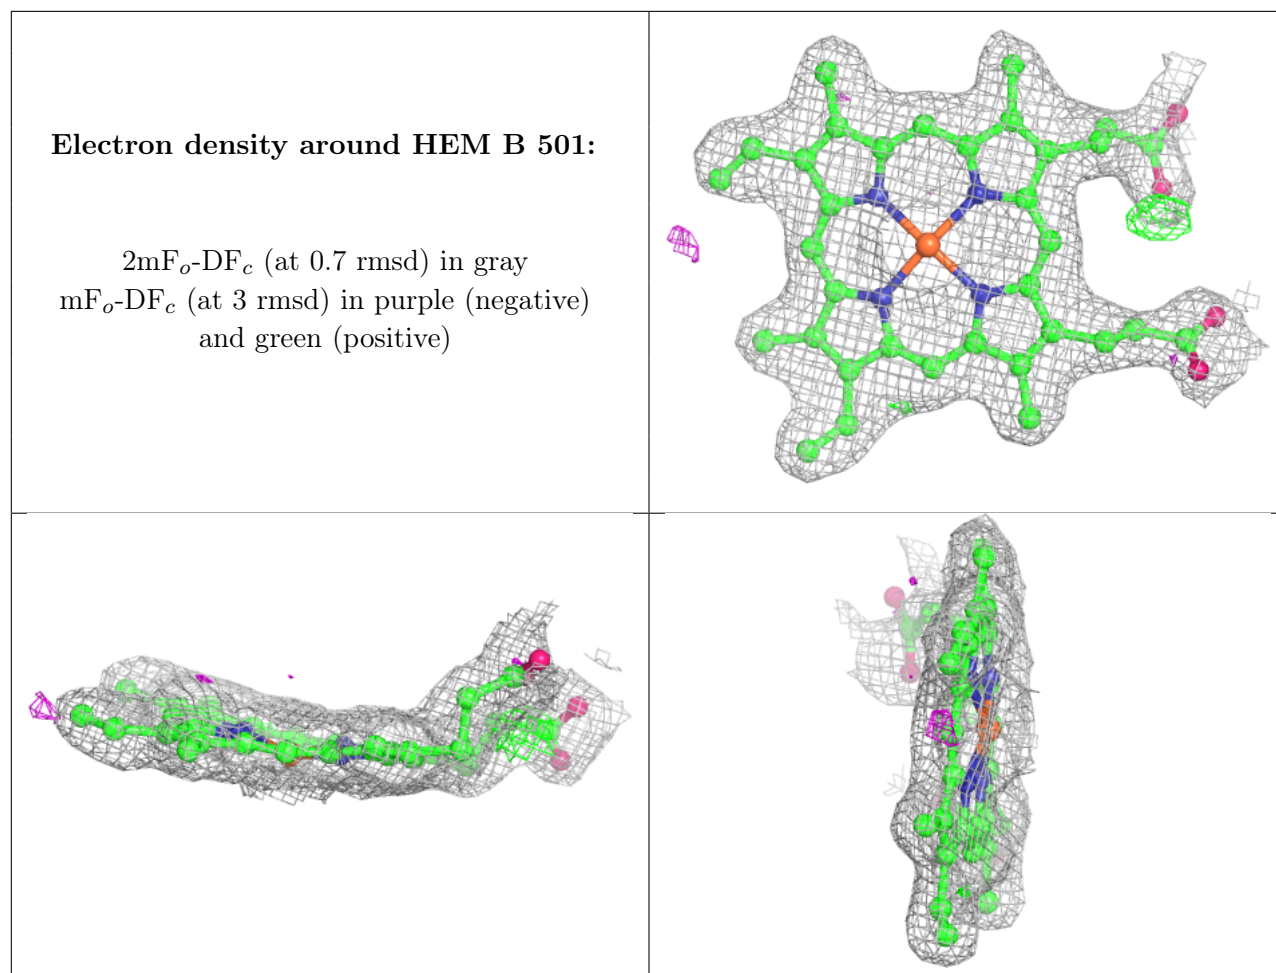 Electron density around HEM B 501:
2mFo-DFc (at 0.7 rmsd) in gray
mFo-DFc (at 3 rmsd) in purple (negative)
and green (positive)